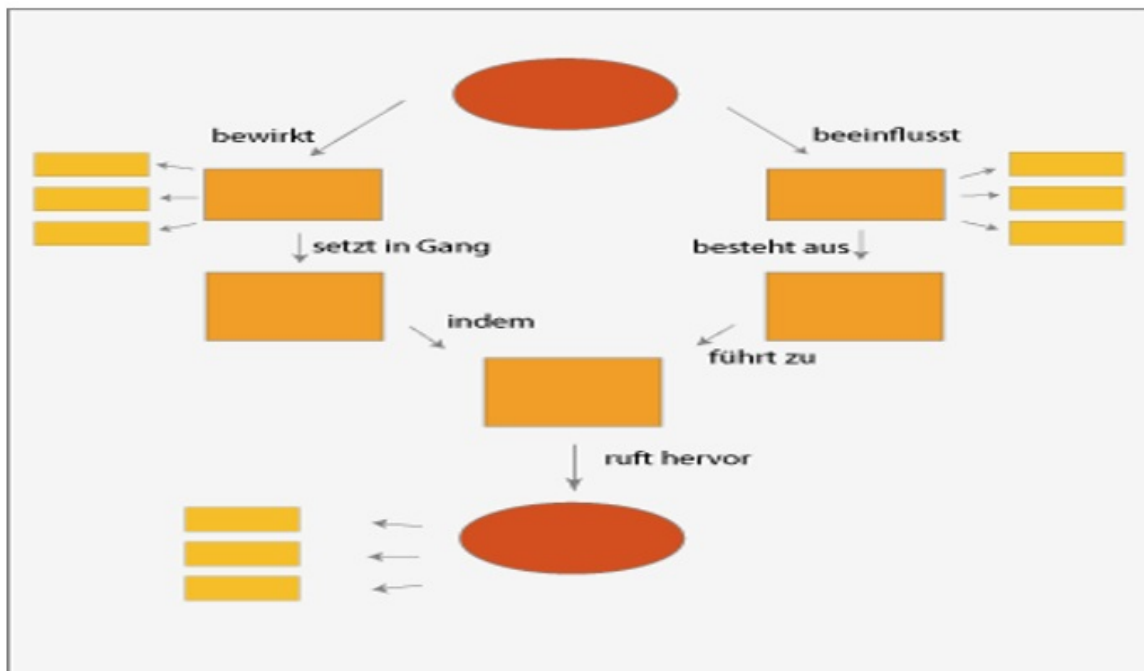 bewirkt
beeinflusst
setzt in Gang
besteht aus
indem
führt zu
ruft hervor